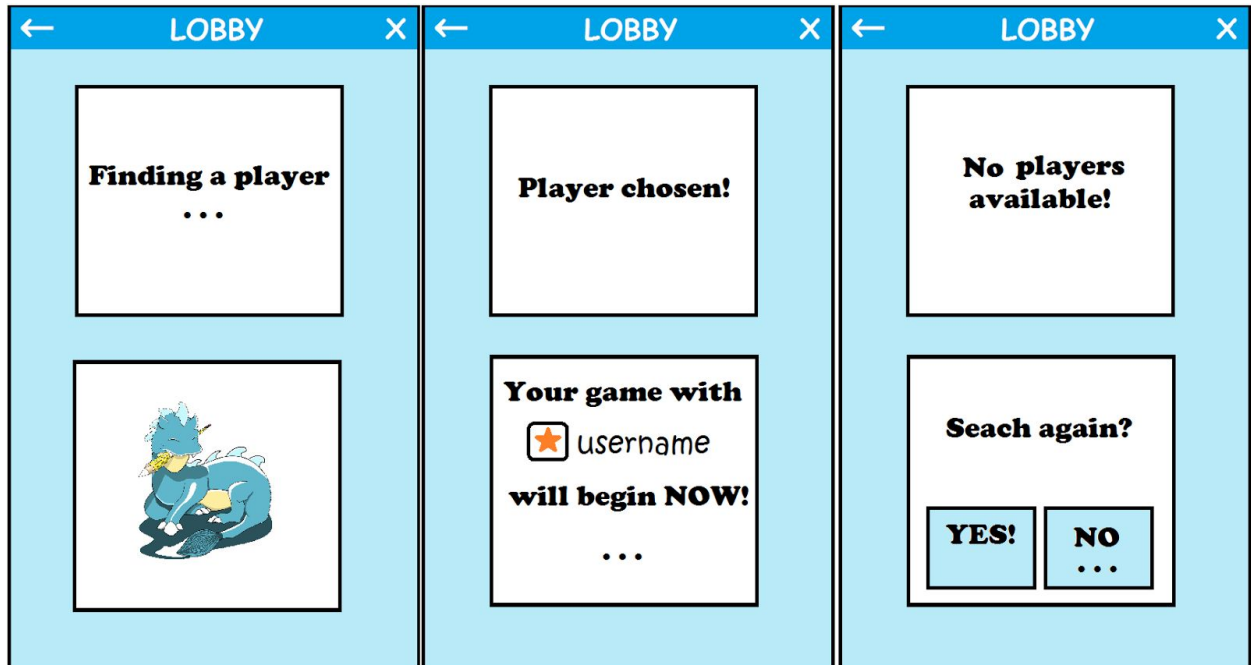 ← LOBBY X
Finding a player
...
← LOBBY X
Player chosen!
Your game with
username
will begin NOW!
...
← LOBBY X
No players
available!
Seach again?
YES! NO
...